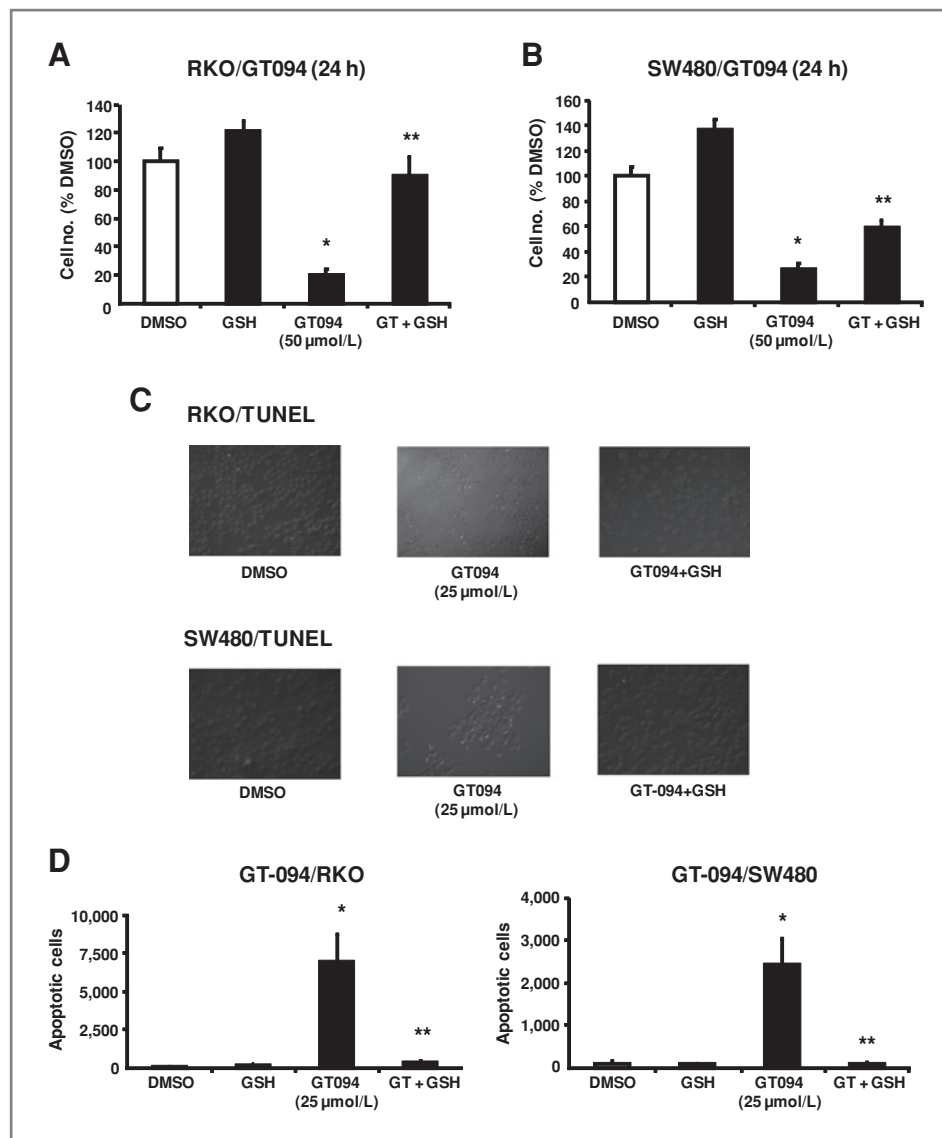 A
RKO/GT094 (24 h)
Cell no. (% DMSO)
140
120
100
80
60
40
20
0
*
**
DMSO
GSH
GT094
(50 µmol/L)
GT + GSH
B
SW480/GT094 (24 h)
Cell no. (% DMSO)
160
140
120
100
80
60
40
20
0
*
**
DMSO
GSH
GT094
(50 µmol/L)
GT + GSH
C
RKO/TUNEL
DMSO
GT094
(25 µmol/L)
GT094+GSH
SW480/TUNEL
DMSO
GT094
(25 µmol/L)
GT-094+GSH
D
GT-094/RKO
Apoptotic cells
10,000
7,500
5,000
2,500
0
*
**
DMSO
GSH
GT094
(25 µmol/L)
GT + GSH
GT-094/SW480
Apoptotic cells
4,000
3,000
2,000
1,000
0
*
**
DMSO
GSH
GT094
(25 µmol/L)
GT + GSH